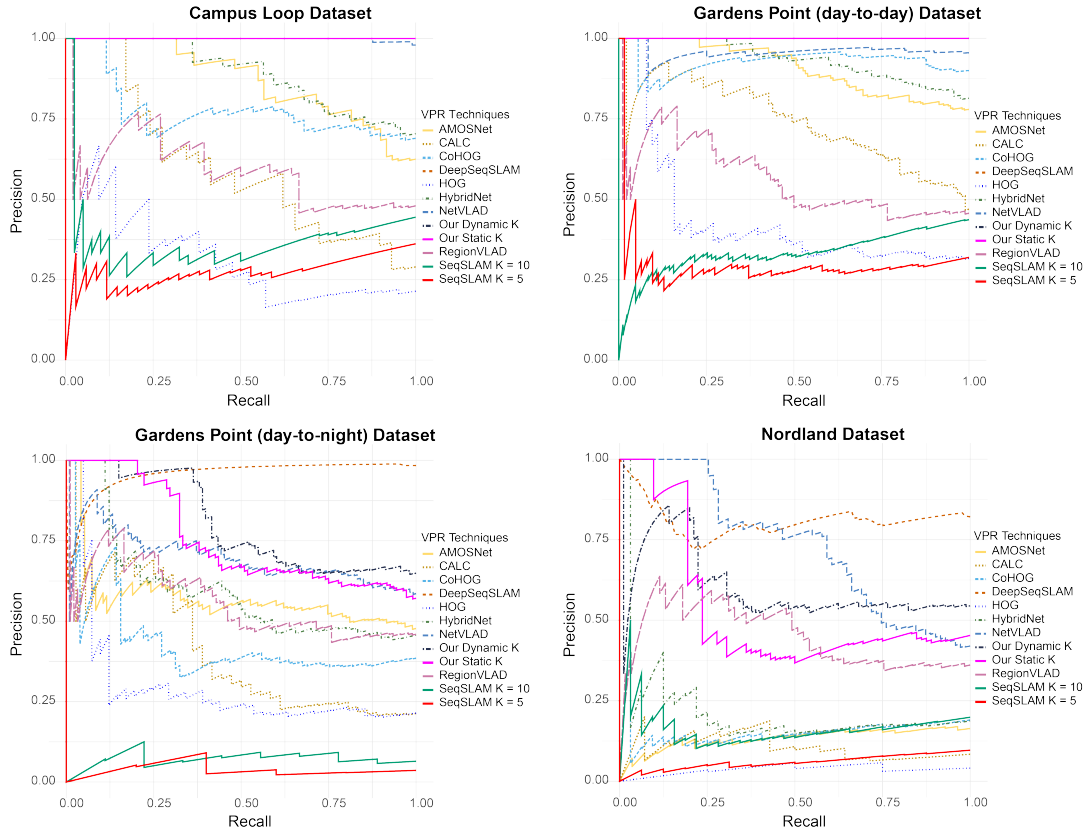 Campus Loop Dataset
1.00
0.75
0.50
0.25
0.00
Precision
0.00 0.25 0.50 0.75 1.00
Recall
VPR Techniques
AMOSNet
CALC
CoHOG
DeepSeqSLAM
HOG
HybridNet
NetVLAD
Our Dynamic K
Our Static K
RegionVLAD
SeqSLAM K = 10
SeqSLAM K = 5
Gardens Point (day-to-day) Dataset
1.00
0.75
0.50
0.25
0.00
Precision
0.00 0.25 0.50 0.75 1.00
Recall
VPR Techniques
AMOSNet
CALC
CoHOG
DeepSeqSLAM
HOG
HybridNet
NetVLAD
Our Dynamic K
Our Static K
RegionVLAD
SeqSLAM K = 10
SeqSLAM K = 5
Gardens Point (day-to-night) Dataset
1.00
0.75
0.50
0.25
0.00
Precision
0.00 0.25 0.50 0.75 1.00
Recall
VPR Techniques
AMOSNet
CALC
CoHOG
DeepSeqSLAM
HOG
HybridNet
NetVLAD
Our Dynamic K
Our Static K
RegionVLAD
SeqSLAM K = 10
SeqSLAM K = 5
Nordland Dataset
1.00
0.75
0.50
0.25
0.00
Precision
0.00 0.25 0.50 0.75 1.00
Recall
VPR Techniques
AMOSNet
CALC
CoHOG
DeepSeqSLAM
HOG
HybridNet
NetVLAD
Our Dynamic K
Our Static K
RegionVLAD
SeqSLAM K = 10
SeqSLAM K = 5